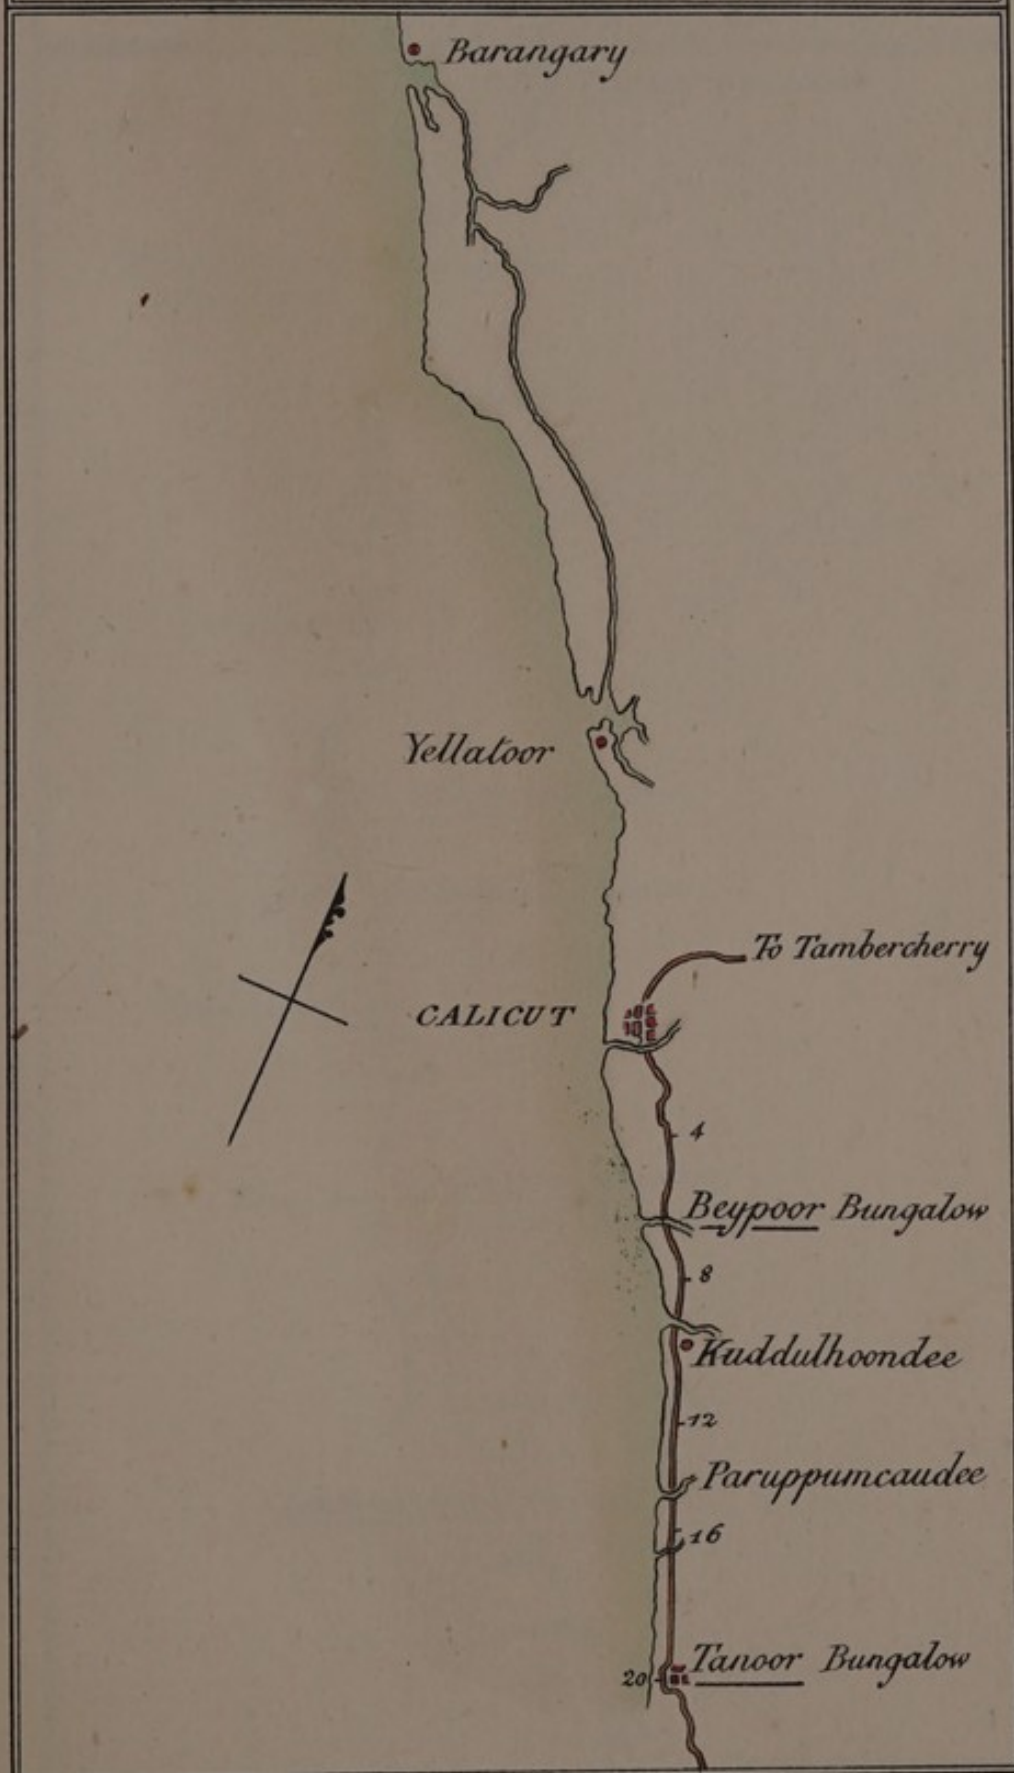 Barangary
Yellatoor
To Tambercherry
CALICUT
4
Beypoor Bungalow
8
Kuddulhoondee
12
Paruppumcaudee
16
Tanoor Bungalow
20